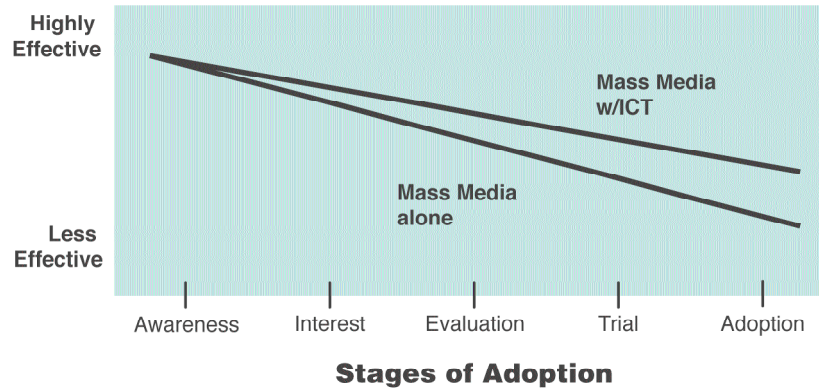 Highly
Effective
Mass Media
w/ICT
Mass Media
alone
Less
Effective
Awareness
Interest
Evaluation
Trial
Adoption
Stages of Adoption